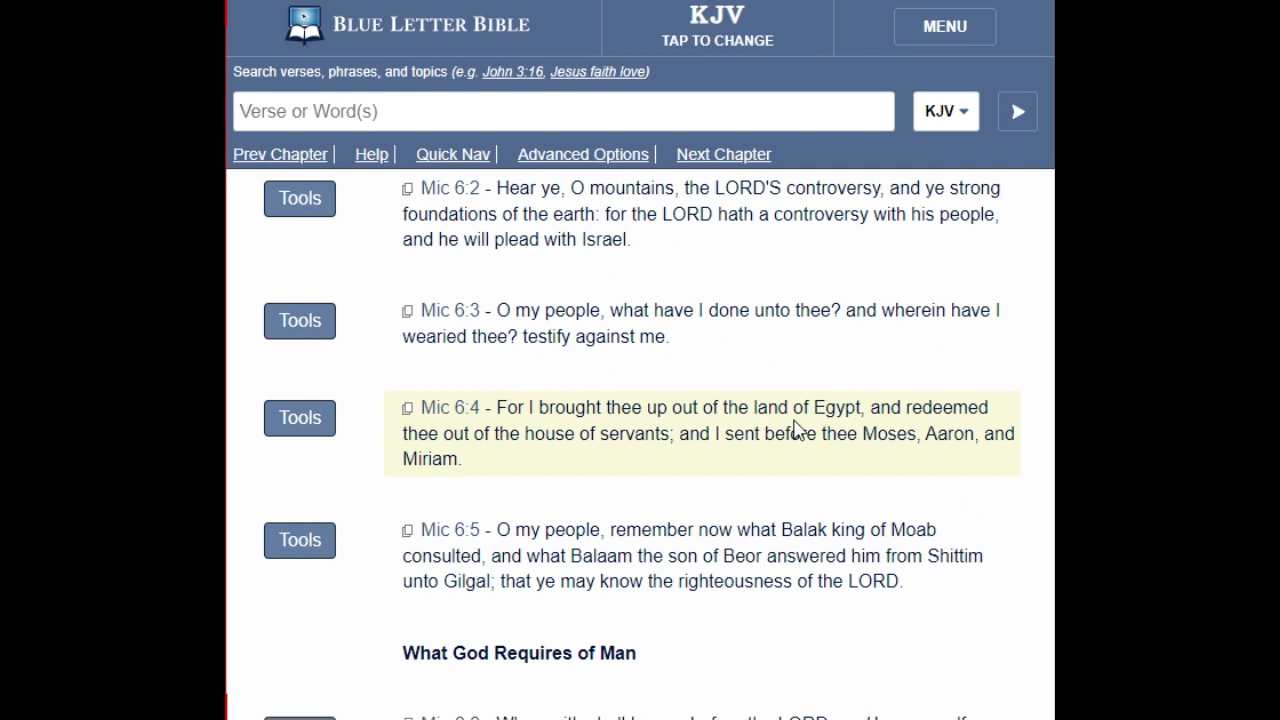 BLUE LETTER BIBLE
KJV
TAP TO CHANGE
MENU
Search verses, phrases, and topics (e.g. John 3:16, Jesus faith love)
Verse or Word(s)
KJV
Prev Chapter | Help | Quick Nav | Advanced Options | Next Chapter
Tools
Mic 6:2 - Hear ye, O mountains, the LORD'S controversy, and ye strong
foundations of the earth: for the LORD hath a controversy with his people,
and he will plead with Israel.
Tools
Mic 6:3 - O my people, what have I done unto thee? and wherein have I
wearied thee? testify against me.
Tools
Mic 6:4 - For I brought thee up out of the land of Egypt, and redeemed
thee out of the house of servants; and I sent before thee Moses, Aaron, and
Miriam.
Tools
Mic 6:5 - O my people, remember now what Balak king of Moab
consulted, and what Balaam the son of Beor answered him from Shittim
unto Gilgal; that ye may know the righteousness of the LORD.
What God Requires of Man